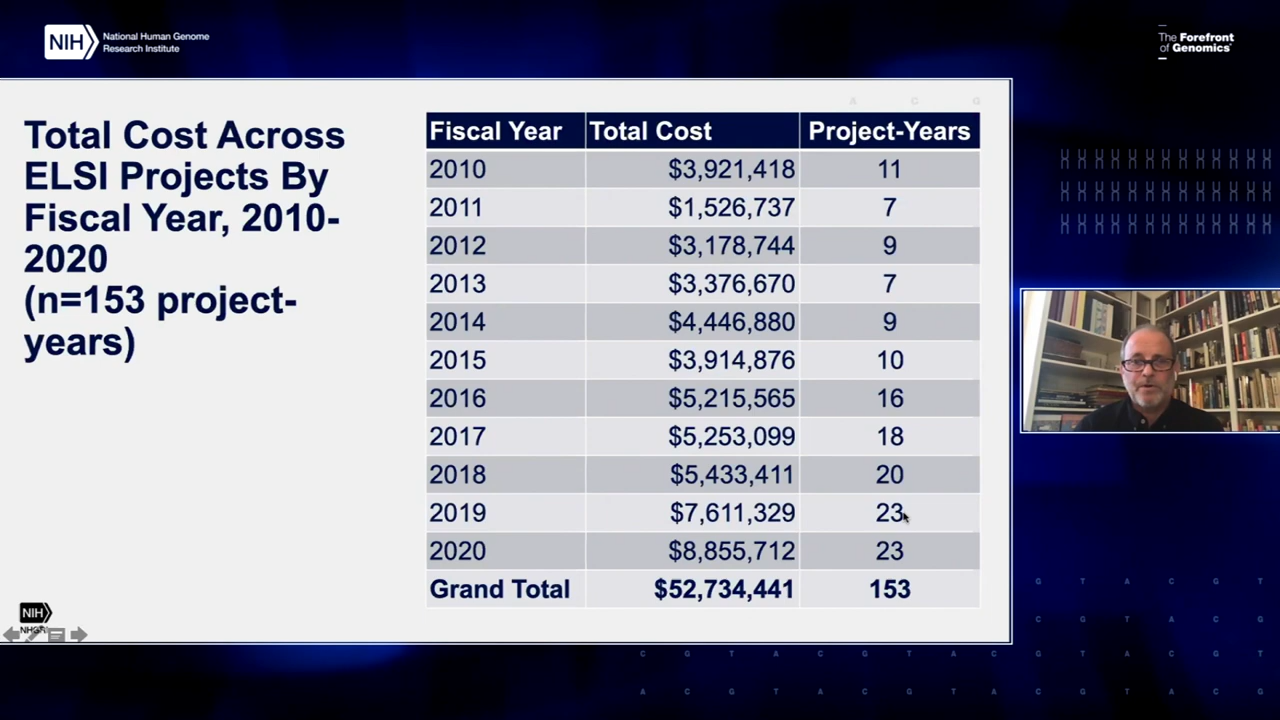 NIH
National Human Genome
Research Institute
The Forefront
of Genomics
A C G
Total Cost Across
ELSI Projects By
Fiscal Year, 2010-
2020
(n=153 project-
years)
Fiscal Year Total Cost Project-Years
2010 $3,921,418 11
2011 $1,526,737 7
2012 $3,178,744 9
2013 $3,376,670 7
2014 $4,446,880 9
2015 $3,914,876 10
2016 $5,215,565 16
2017 $5,253,099 18
2018 $5,433,411 20
2019 $7,611,329 23
2020 $8,855,712 23
Grand Total $52,734,441 153
NIH
G T A C G T
C G T A C G
C G T A C G T A C G T A C G T
A C G T A C G T A C G T A C G